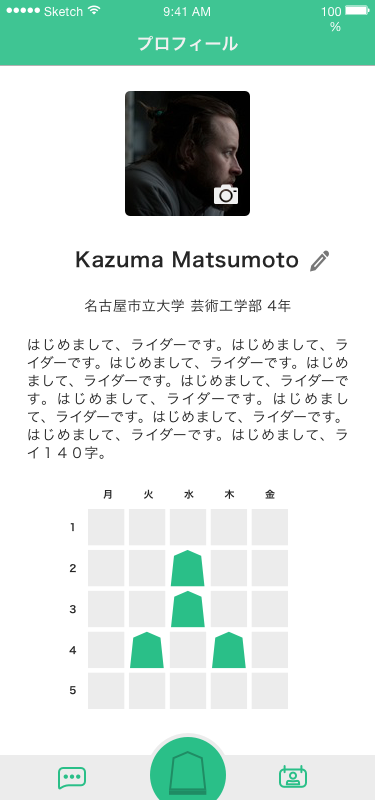 Sketch 9:41 AM 100
%
プロフィール
Kazuma Matsumoto
名古屋市立大学 芸術工学部 4年
はじめまして、ライダーです。はじめまして、ラ
イダーです。はじめまして、ライダーです。はじめ
まして、ライダーです。はじめまして、ライダーで
す。はじめまして、ライダーです。はじめまし
て、ライダーです。はじめまして、ライダーです。
はじめまして、ライダーです。はじめまして、ラ
イ１４０字。
月 火 水 木 金
1
2
3
4
5